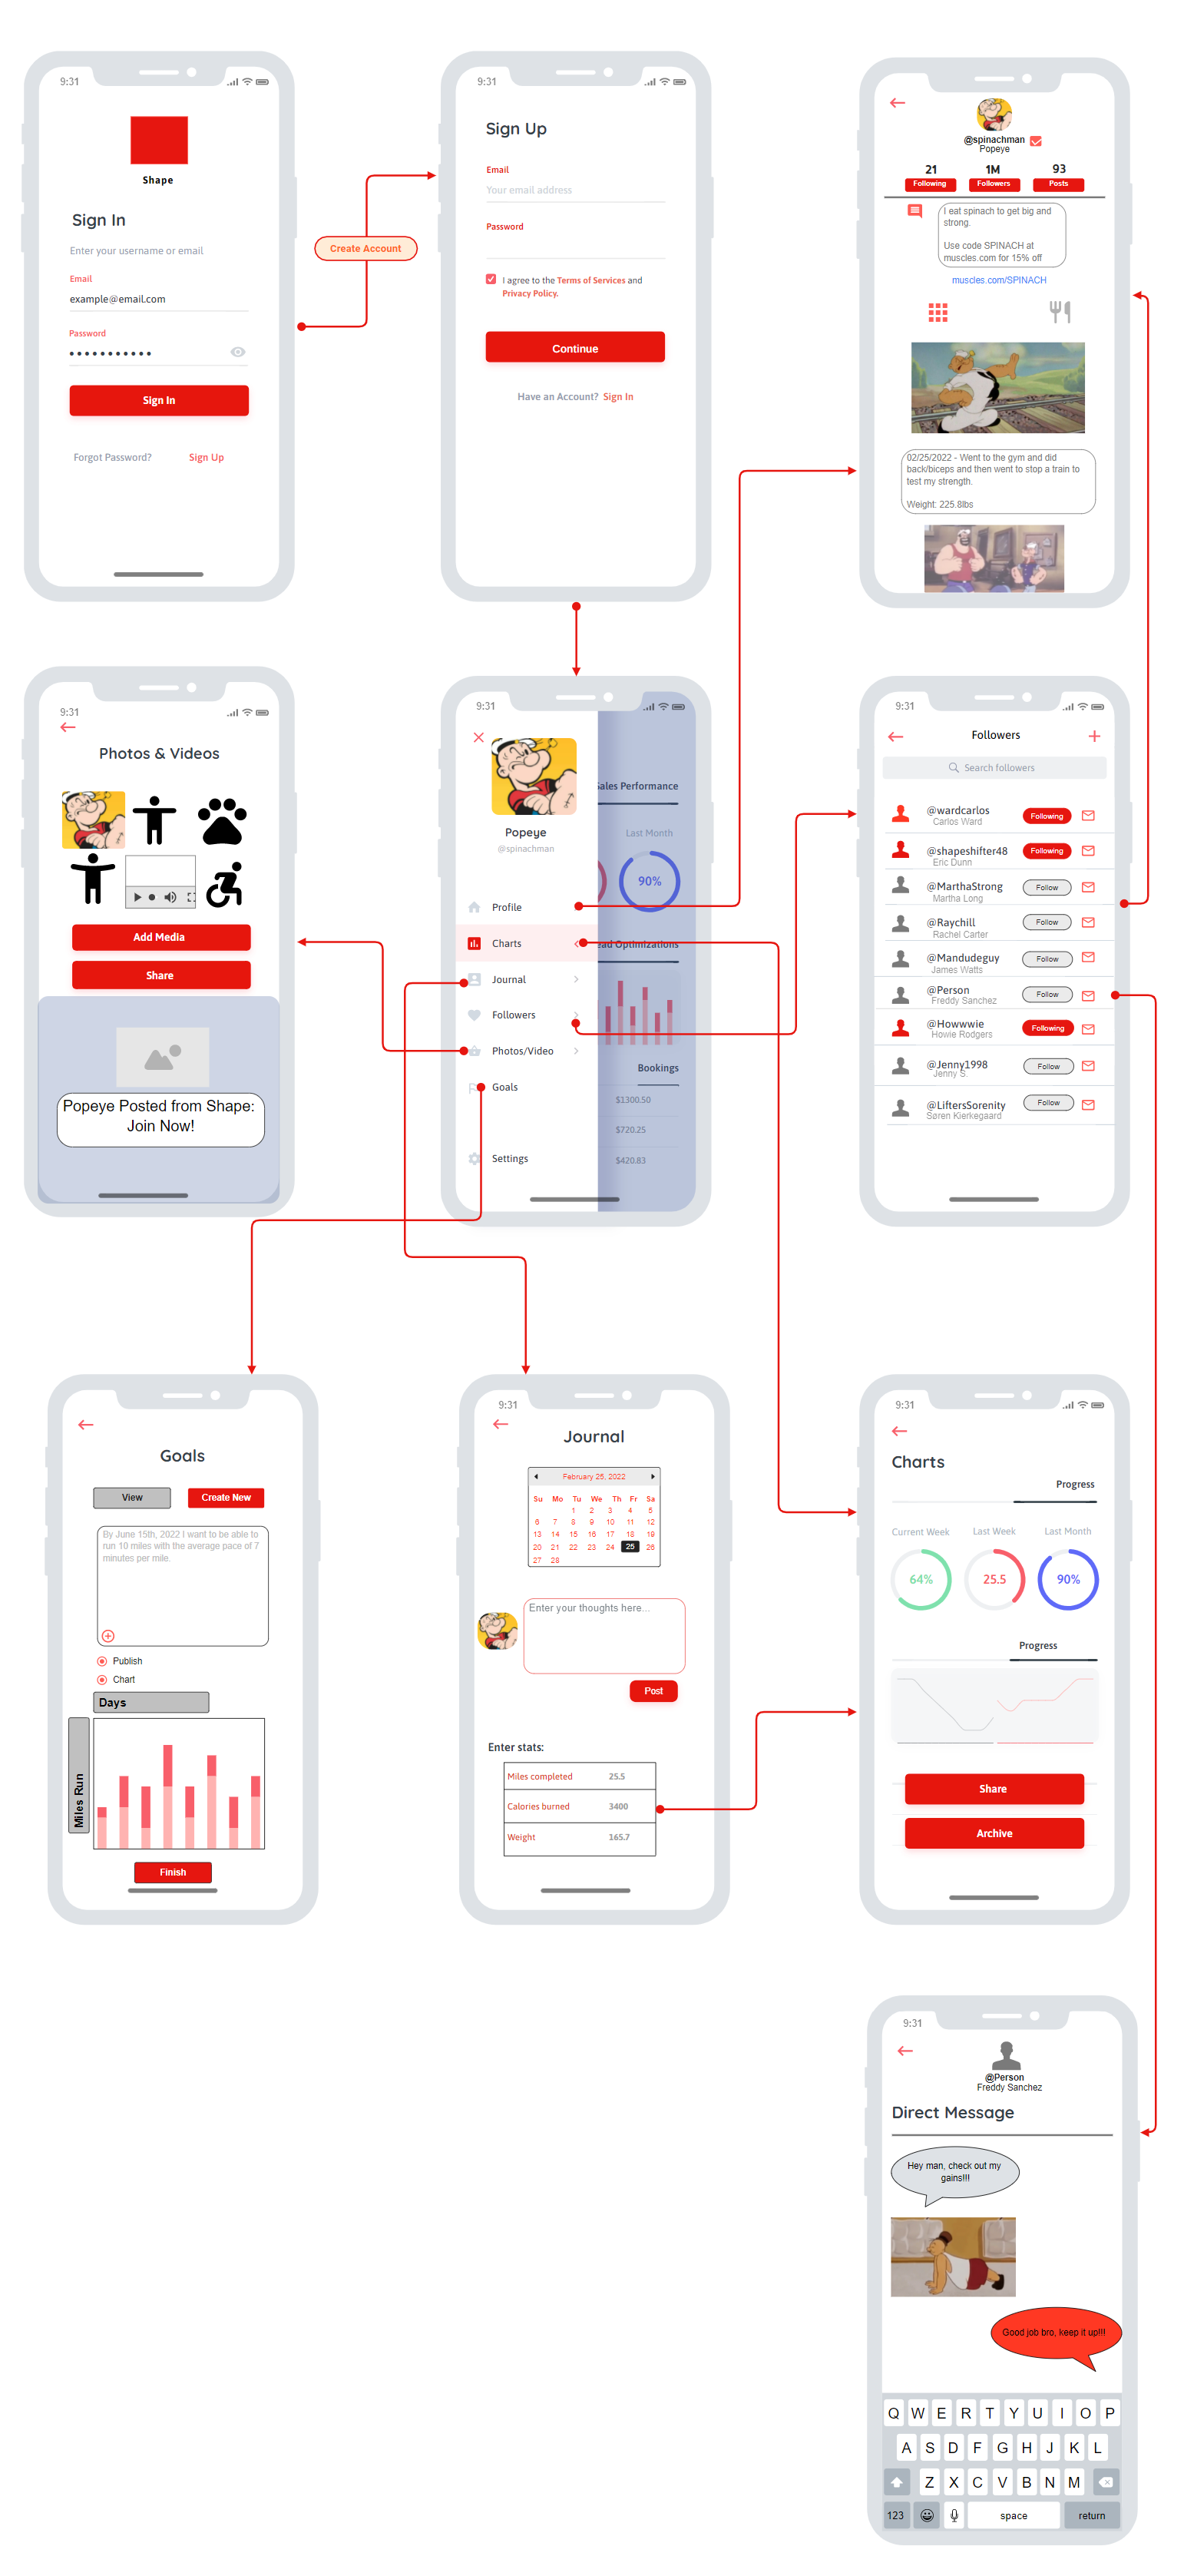 9:31
Shape
Sign In
Enter your username or email
Email
example@email.com
Password
Sign In
Forgot Password?
Sign Up
Create Account
9:31
Sign Up
Email
Your email address
Password
I agree to the Terms of Services and
Privacy Policy.
Continue
Have an Account? Sign In
@spinachman
Popeye
21
1M
93
Following
Followers
Posts
I eat spinach to get big and
strong.
Use code SPINACH at
muscles.com for 15% off
muscles.com/SPINACH
02/25/2022 - Went to the gym and did
back/biceps and then went to stop a train to
test my strength.
Weight: 225.8lbs
9:31
Photos & Videos
Add Media
Share
Popeye Posted from Shape:
Join Now!
9:31
Popeye
@spinachman
Profile
Charts
Journal
Followers
Photos/Video
Goals
Settings
Sales Performance
Last Month
90%
ead Optimizations
Bookings
$1300.50
$720.25
$420.83
9:31
Followers
Search followers
@wardcarlos
Carlos Ward
Following
@shapeshifter48
Eric Dunn
Following
@MarthaStrong
Martha Long
Follow
@Raychill
Rachel Carter
Follow
@Mandudeguy
James Watts
Follow
@Person
Freddy Sanchez
Follow
@Howwwie
Howie Rodgers
Following
@Jenny1998
Jenny S.
Follow
@LiftersSorenity
Søren Kierkegaard
Follow
Goals
View
Create New
By June 15th, 2022 I want to be able to
run 10 miles with the average pace of 7
minutes per mile.
Publish
Chart
Days
Miles Run
Finish
9:31
Journal
February 25, 2022
Su Mo Tu We Th Fr Sa
1 2 3 4 5
6 7 8 9 10 11 12
13 14 15 16 17 18 19
20 21 22 23 24 25 26
27 28
Enter your thoughts here...
Post
Enter stats:
Miles completed 25.5
Calories burned 3400
Weight 165.7
9:31
Charts
Progress
Current Week
Last Week
Last Month
64%
25.5
90%
Progress
Share
Archive
9:31
@Person
Freddy Sanchez
Direct Message
Hey man, check out my
gains!!!
Good job bro, keep it up!!!
Q W E R T Y U I O P
A S D F G H J K L
Z X C V B N M
123 space return